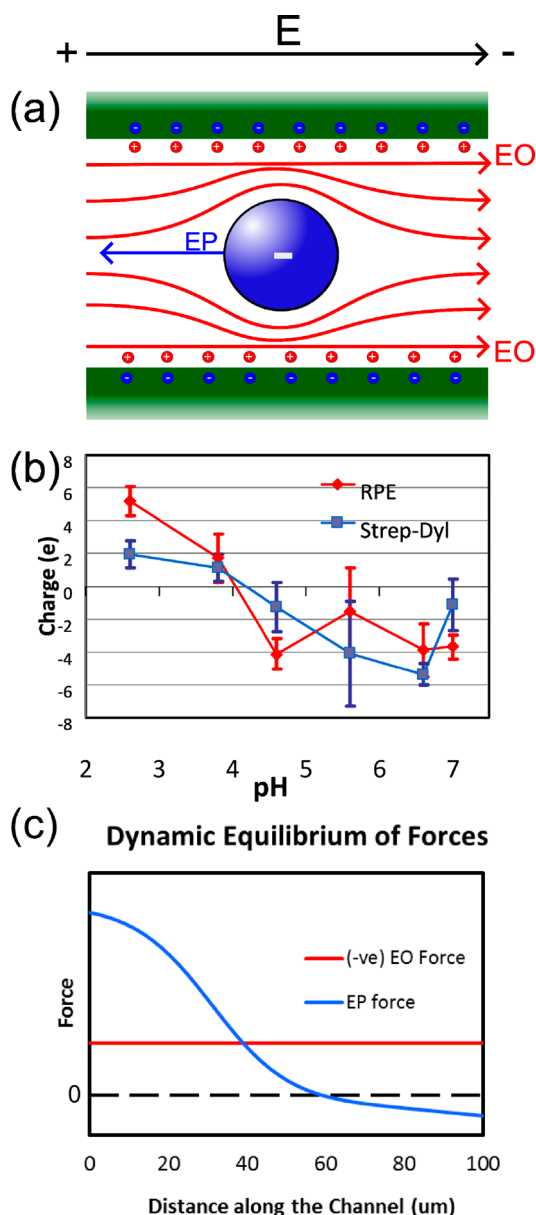 E
+ -
(a)
EO
EP
-
EO
(b)
8
6
4
2
0
-2
-4
-6
-8
Charge (e)
RPE
Strep-Dyl
2 3 4 5 6 7
pH
(c)
Dynamic Equilibrium of Forces
(-ve) EO Force
EP force
Force
0
0 20 40 60 80 100
Distance along the Channel (um)